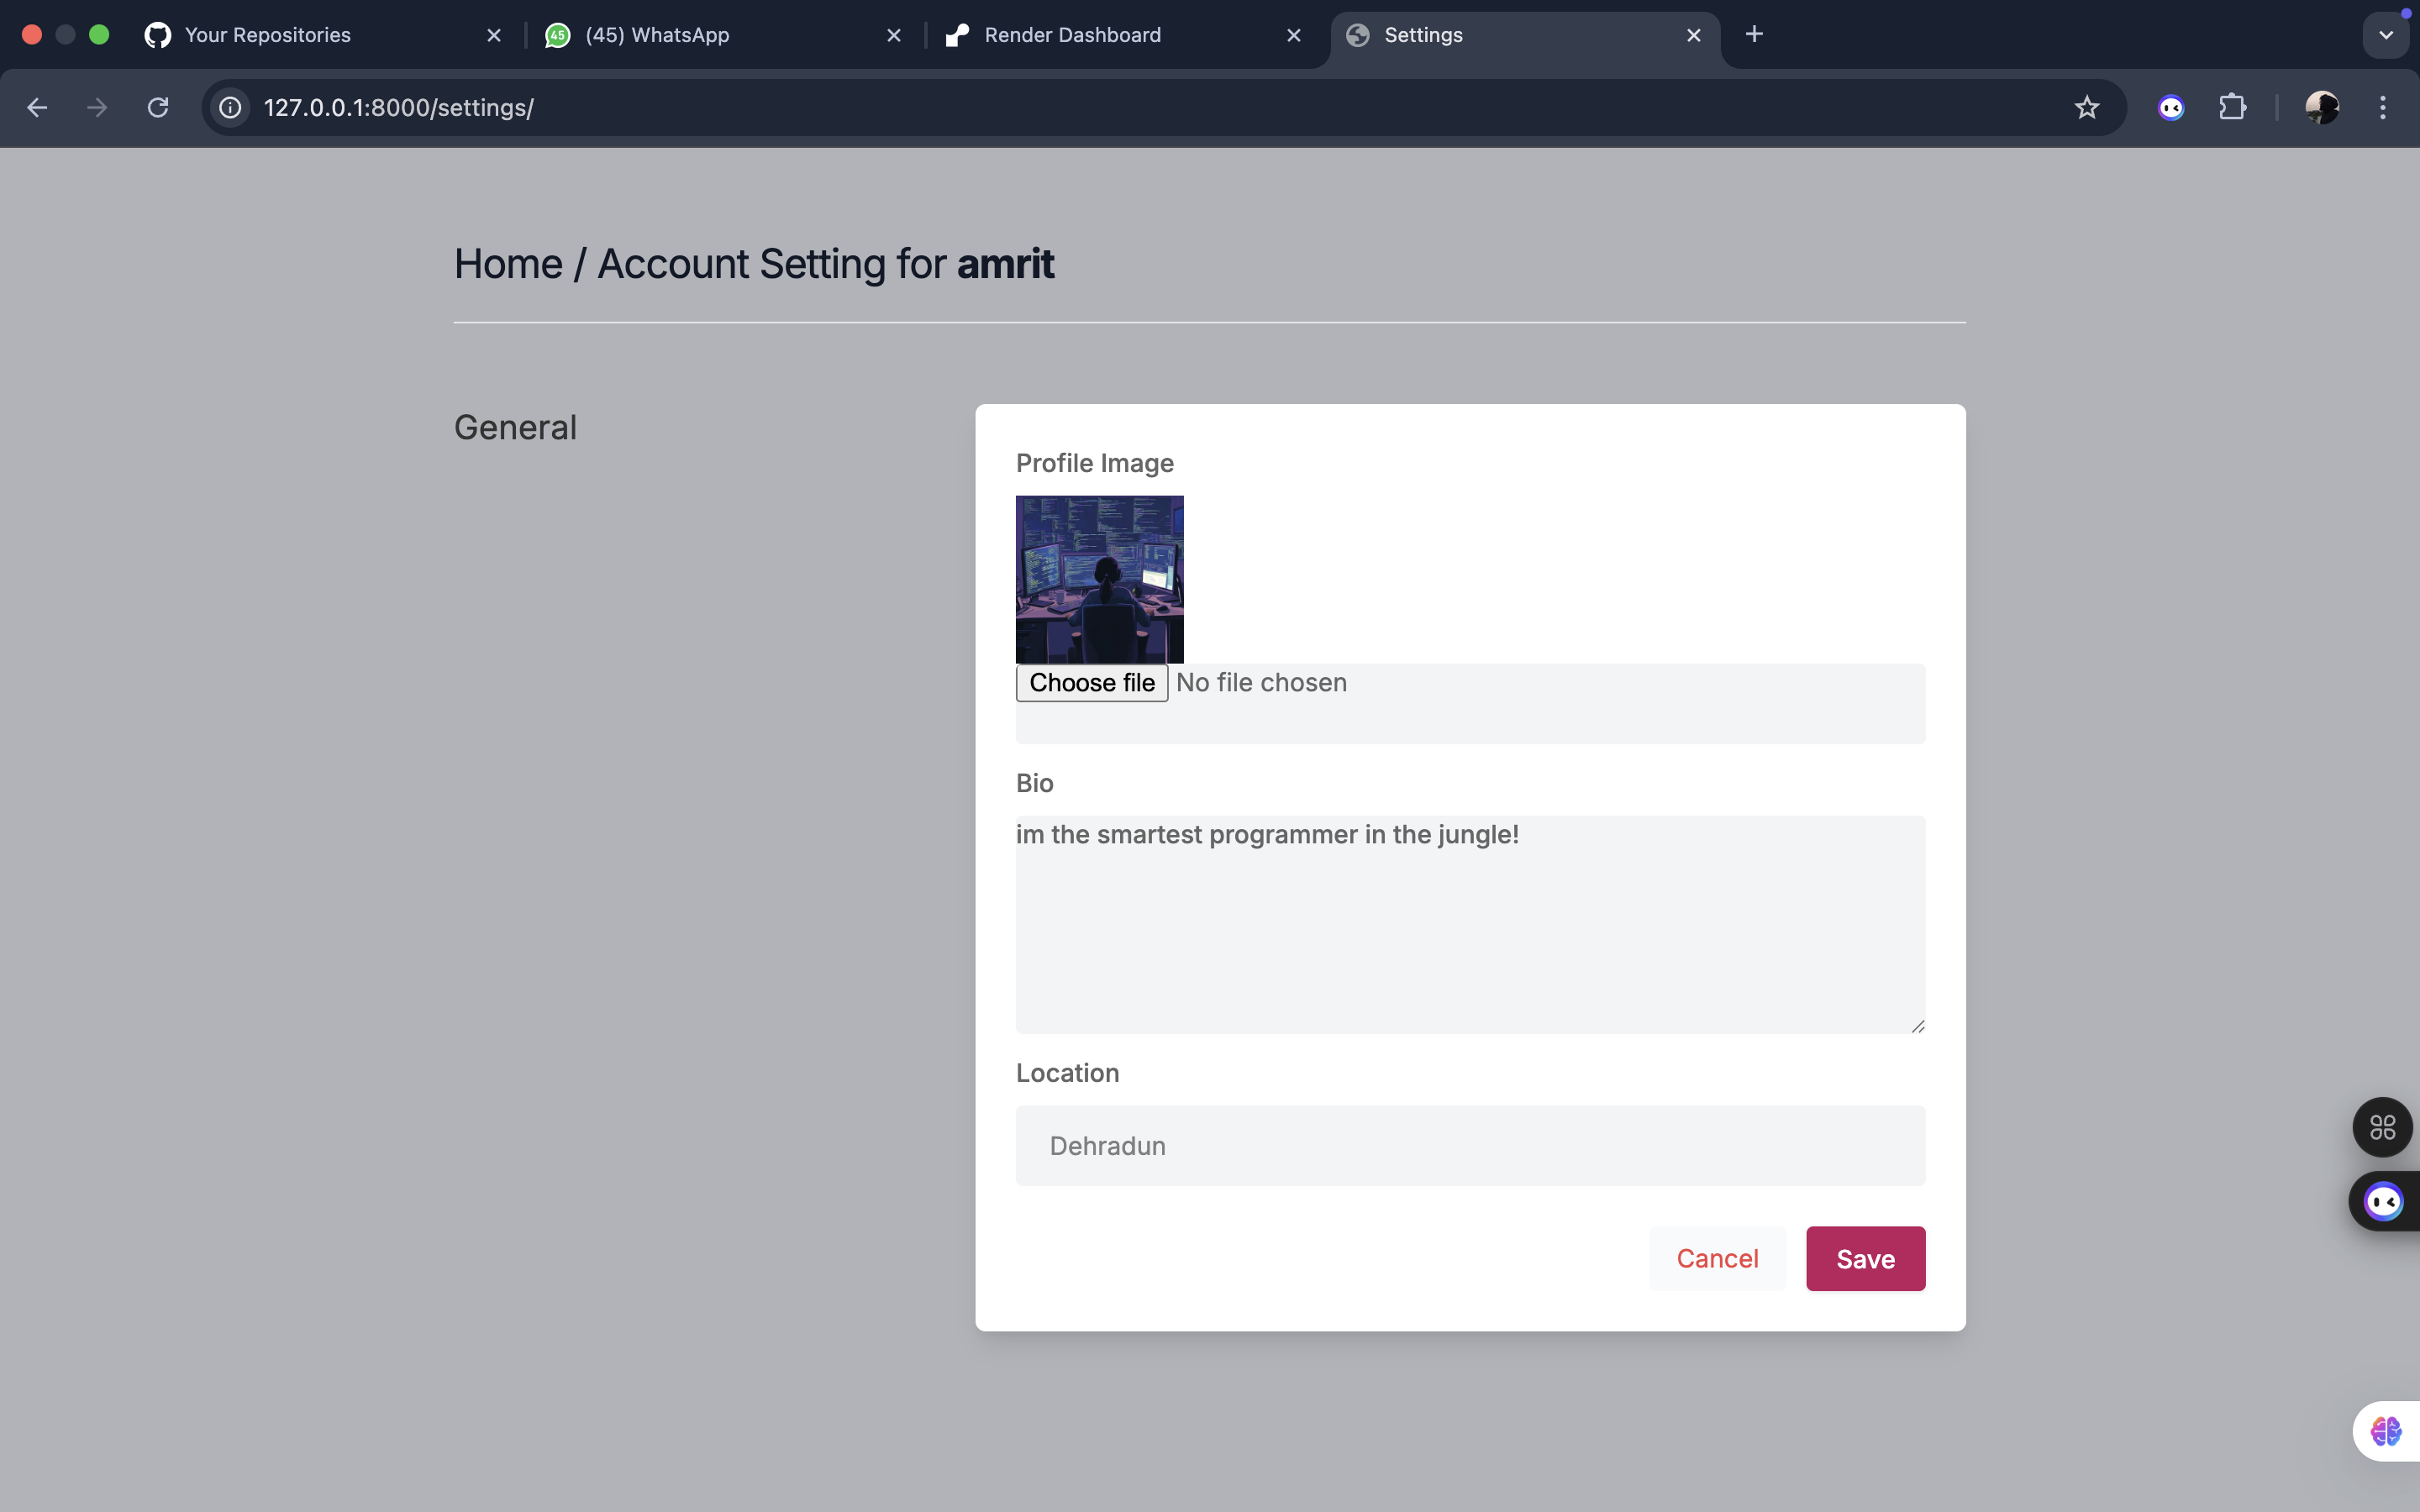 Your Repositories
45
(45) WhatsApp
Render Dashboard
Settings
127.0.0.1:8000/settings/
Home / Account Setting for amrit
General
Profile Image
Choose file No file chosen
Bio
im the smartest programmer in the jungle!
Location
Dehradun
Cancel
Save